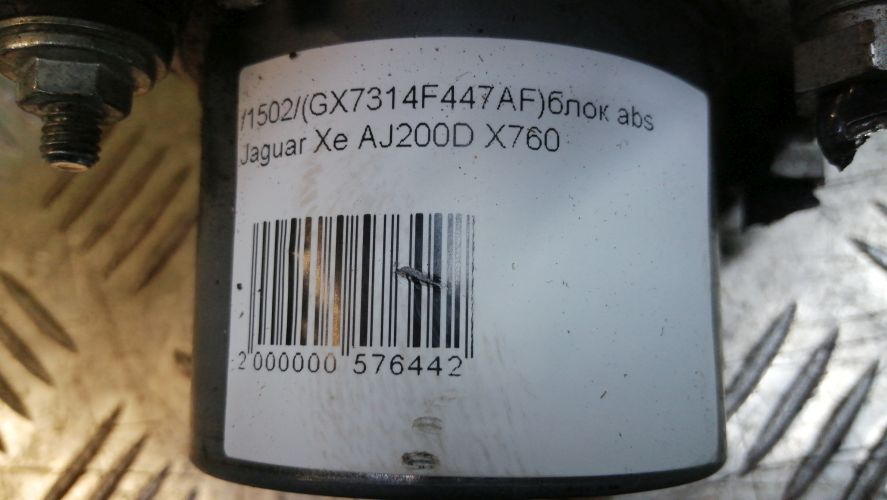 /1502/(GX7314F447AF)блок abs
Jaguar Xe AJ200D X760
2 000000 576442